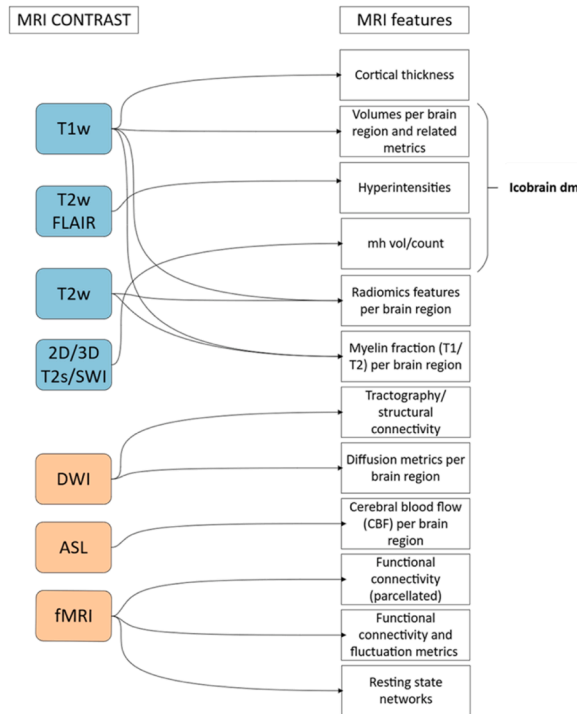 MRI CONTRAST
MRI features
Cortical thickness
T1w
Volumes per brain
region and related
metrics
Icobrain dm
T2w
FLAIR
Hyperintensities
mh vol/count
T2w
Radiomics features
per brain region
2D/3D
T2s/SWI
Myelin fraction (T1/
T2) per brain region
Tractography/
structural
connectivity
DWI
Diffusion metrics per
brain region
ASL
Cerebral blood flow
(CBF) per brain
region
fMRI
Functional
connectivity
(parcellated)
Functional
connectivity and
fluctuation metrics
Resting state
networks